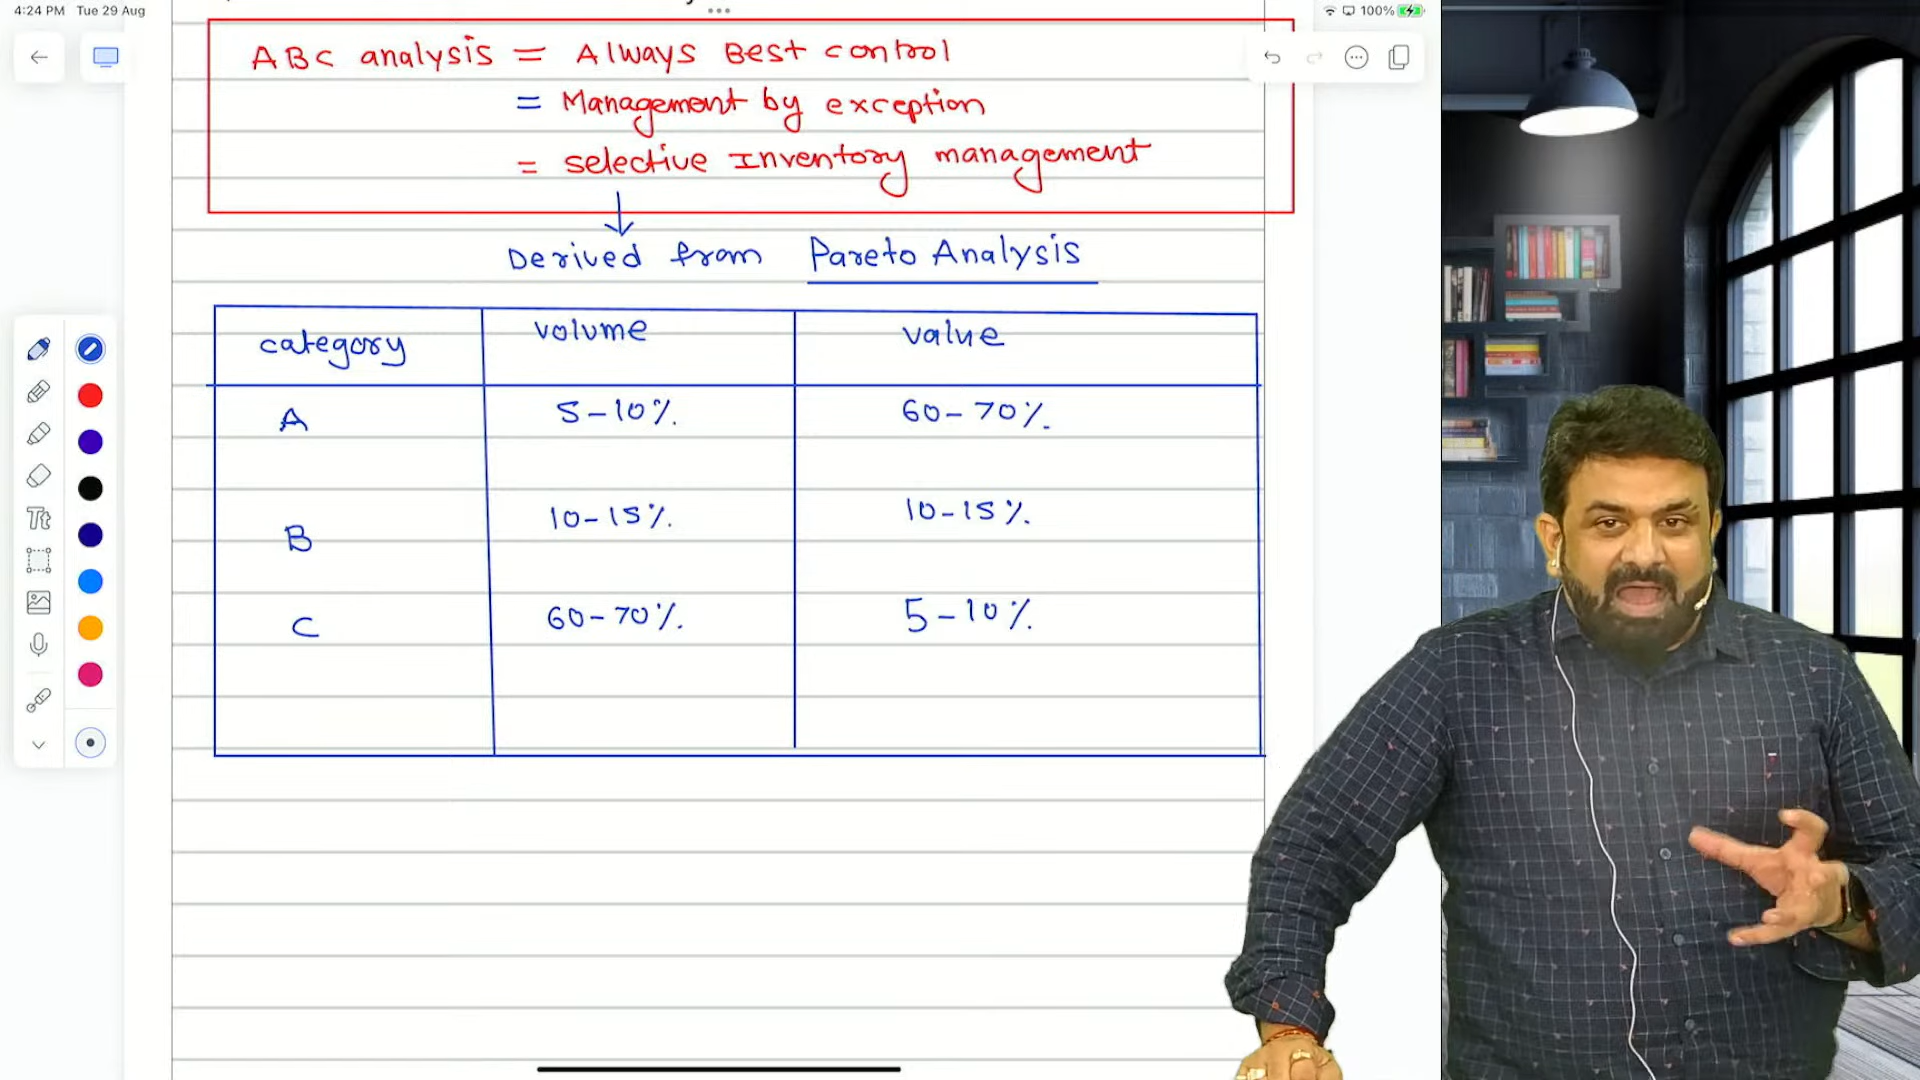 4:24 PM Tue 29 Aug
100%
ABC analysis = Always Best control
= Management by exception
= selective Inventory management
Derived from Pareto Analysis
category volume value
A 5-10% 60-70%
B 10-15% 10-15%
C 60-70% 5-10%
Tt